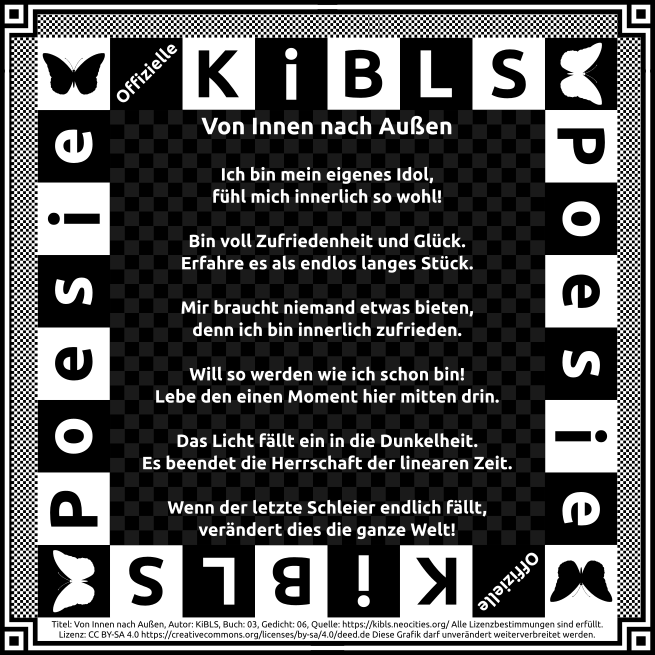 Offizielle KiBLS
Poesie
Poesie
Von Innen nach Außen
Ich bin mein eigenes Idol,
fühl mich innerlich so wohl!
Bin voll Zufriedenheit und Glück.
Erfahre es als endlos langes Stück.
Mir braucht niemand etwas bieten,
denn ich bin innerlich zufrieden.
Will so werden wie ich schon bin!
Lebe den einen Moment hier mitten drin.
Das Licht fällt ein in die Dunkelheit.
Es beendet die Herrschaft der linearen Zeit.
Wenn der letzte Schleier endlich fällt,
verändert dies die ganze Welt!
Offizielle KiBLS
Titel: Von Innen nach Außen, Autor: KiBLS, Buch: 03, Gedicht: 06, Quelle: https://kibls.neocities.org/ Alle Lizenzbestimmungen sind erfüllt.
Lizenz: CC BY-SA 4.0 https://creativecommons.org/licenses/by-sa/4.0/deed.de Diese Grafik darf unverändert weiterverbreitet werden.